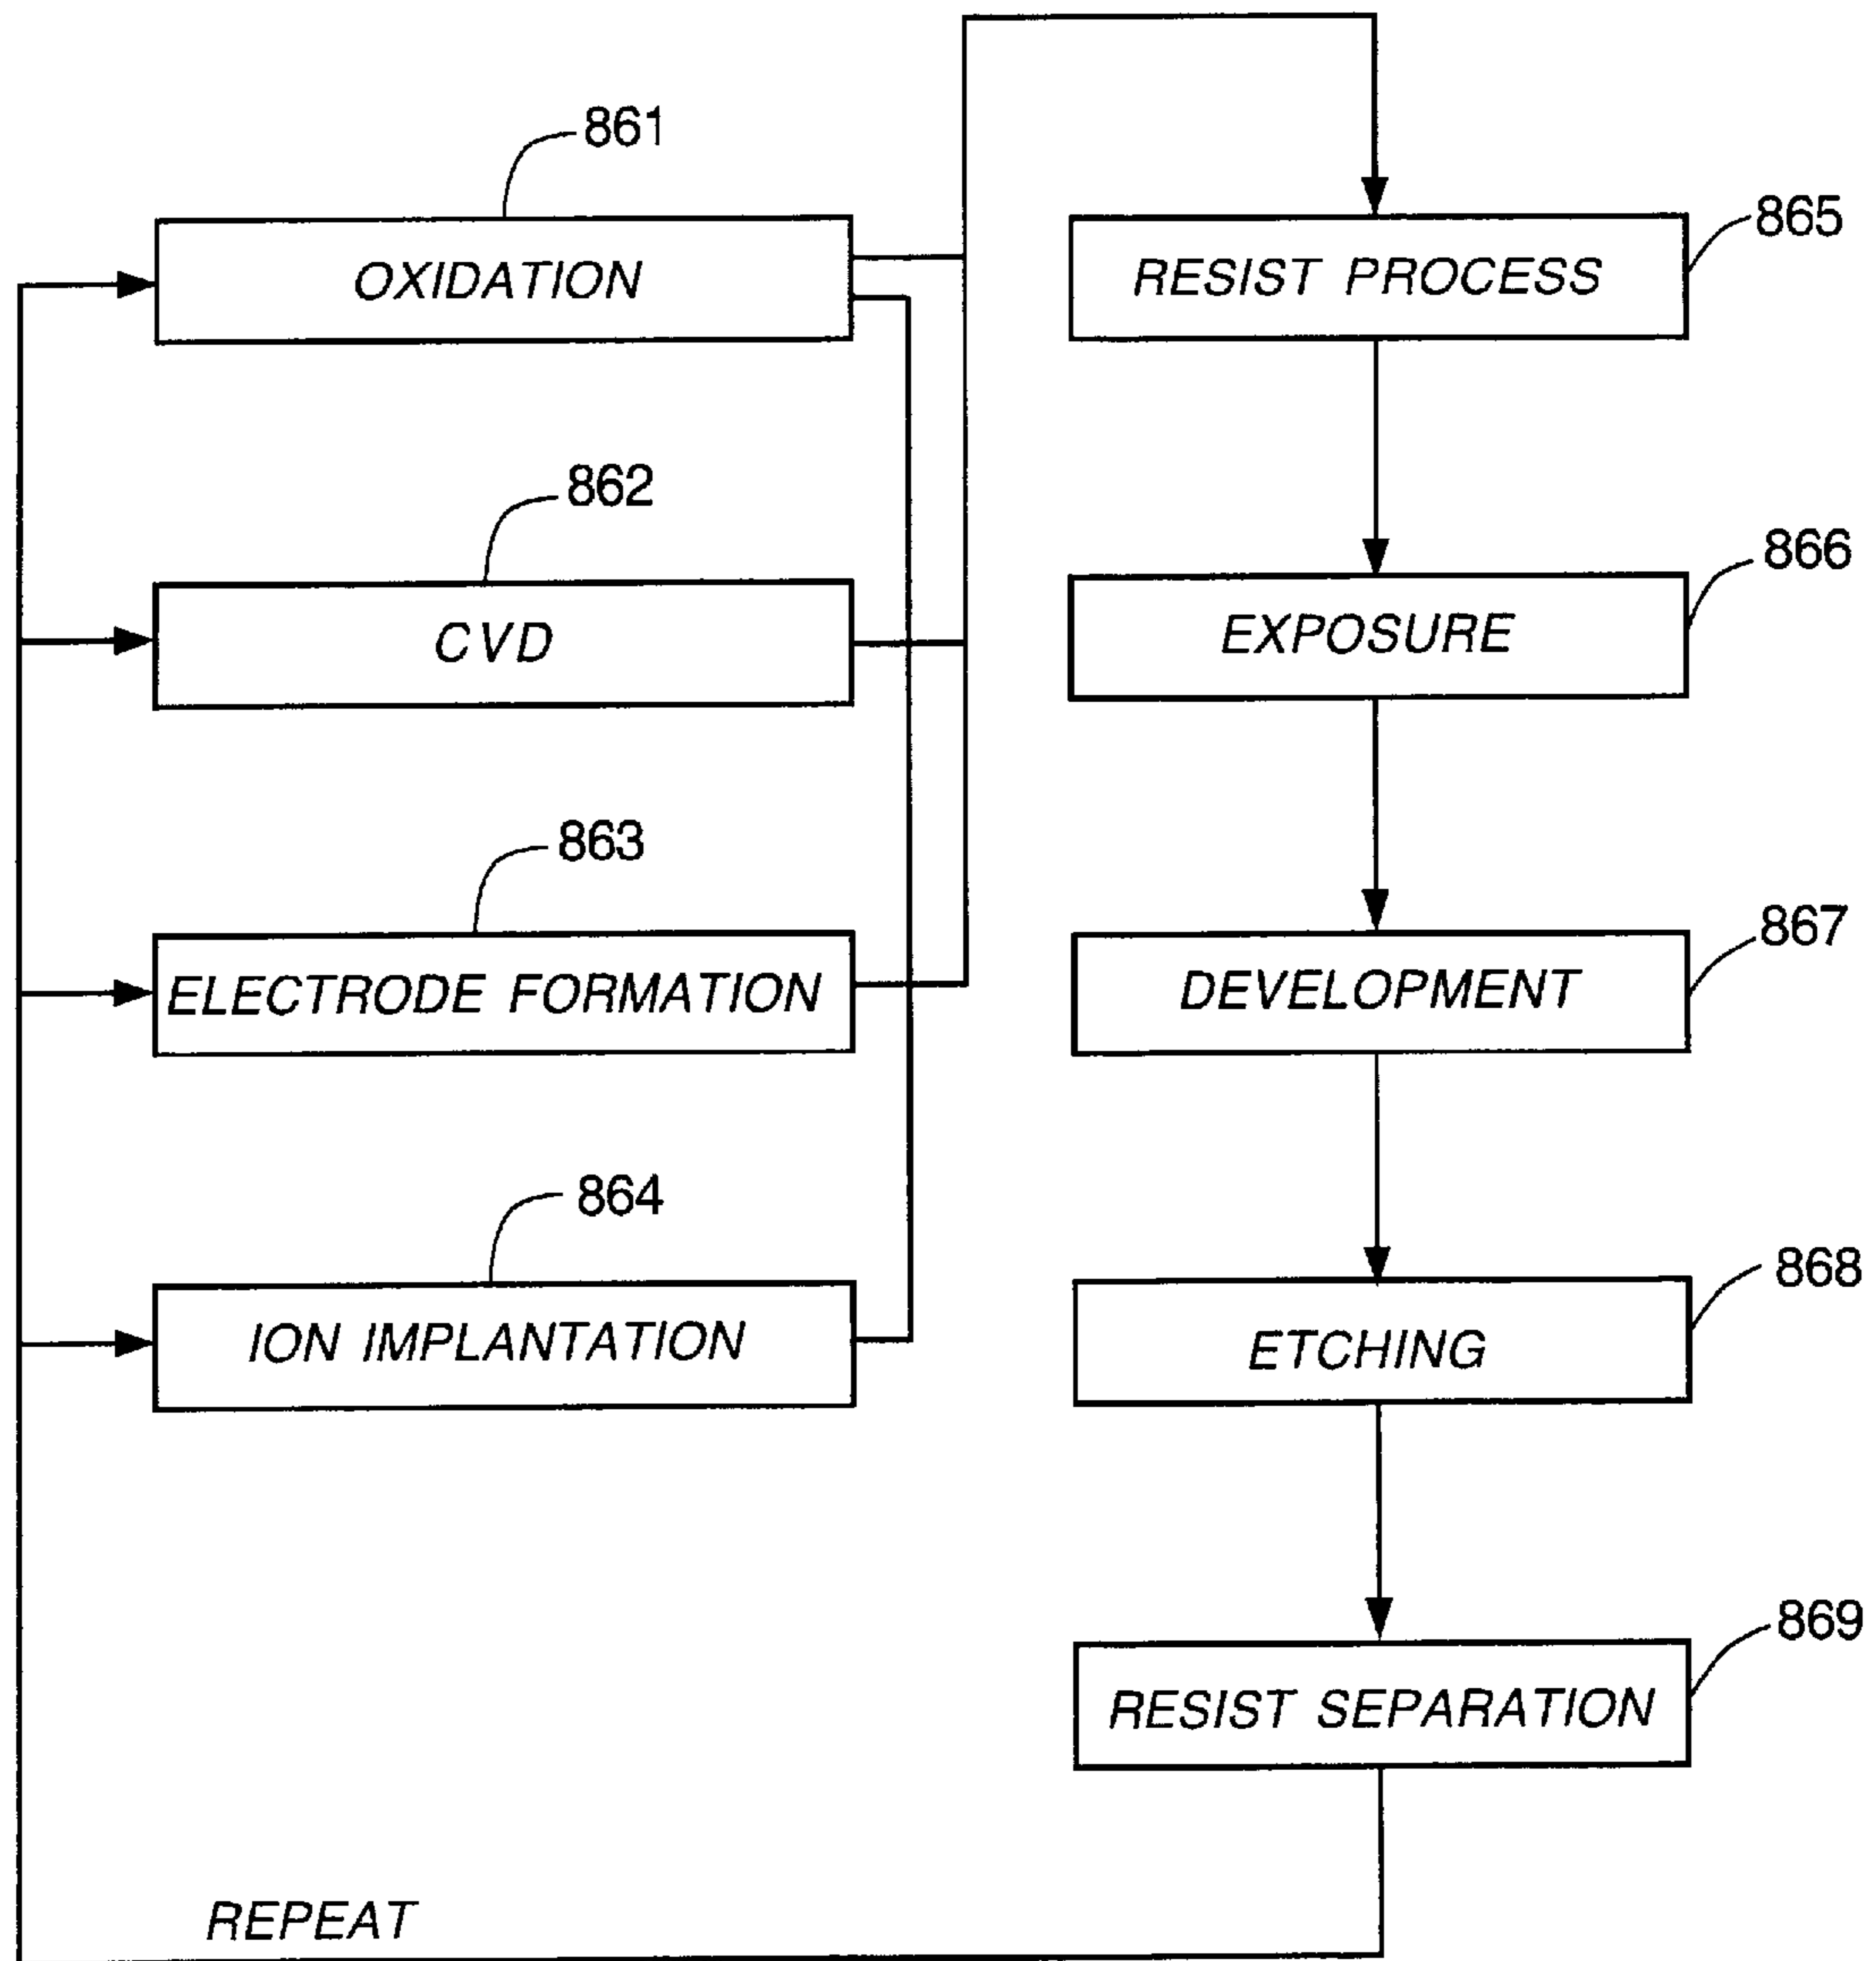 861
OXIDATION
862
CVD
863
ELECTRODE FORMATION
864
ION IMPLANTATION
865
RESIST PROCESS
866
EXPOSURE
867
DEVELOPMENT
868
ETCHING
869
RESIST SEPARATION
REPEAT